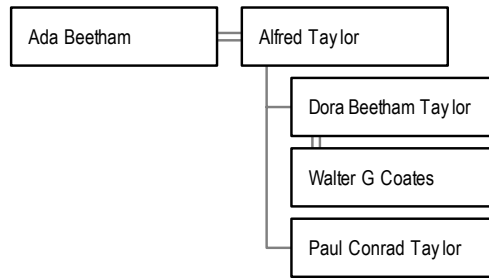 Ada Beetham
Alfred Taylor
Dora Beetham Taylor
Walter G Coates
Paul Conrad Taylor